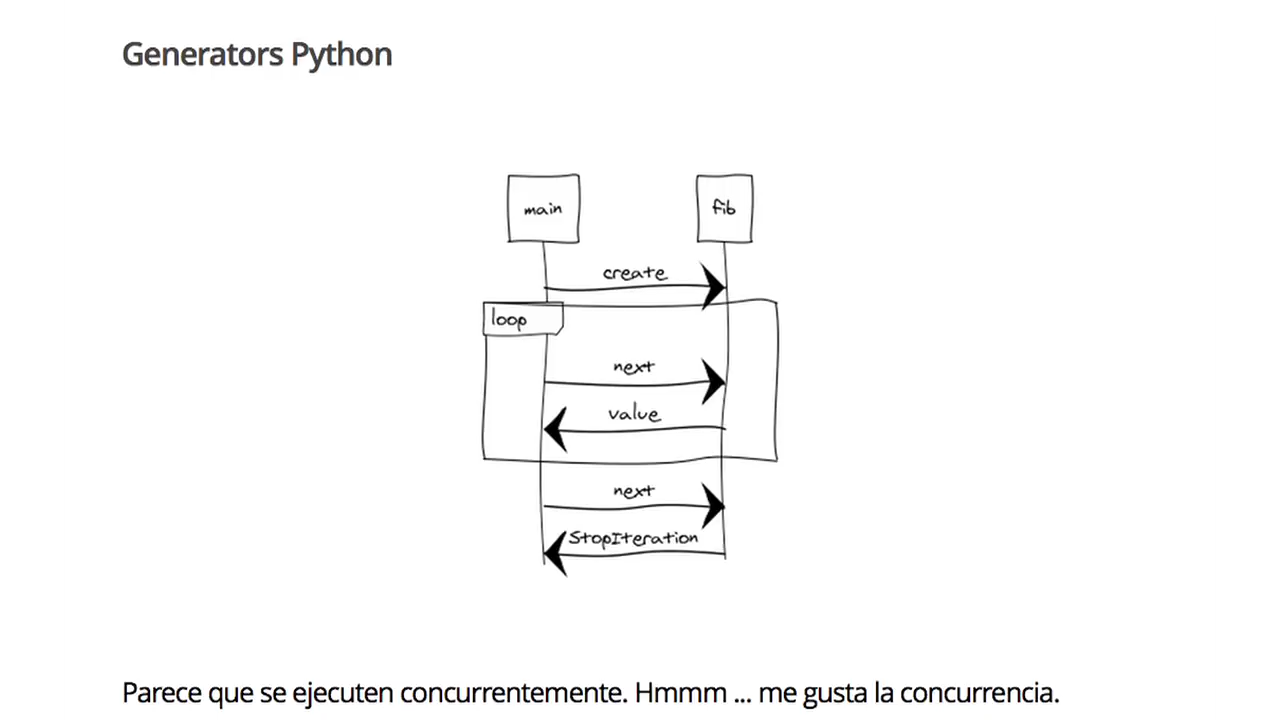 Generators Python
main
fib
create
loop
next
value
next
StopIteration
Parece que se ejecuten concurrentemente. Hmmm ... me gusta la concurrencia.